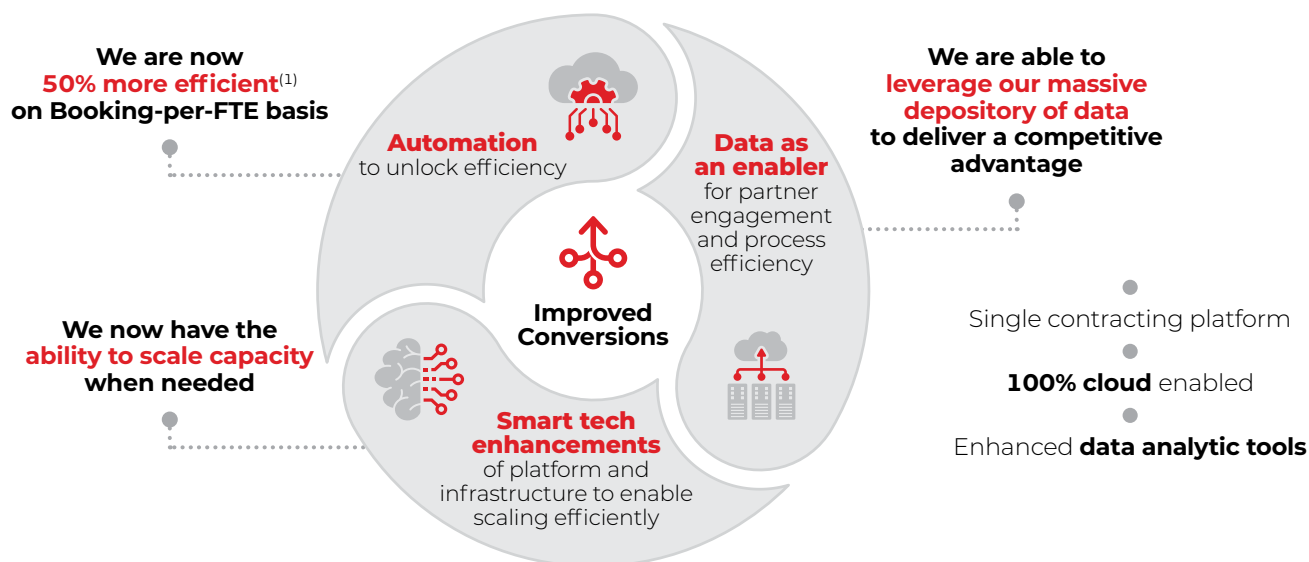 We are now
50% more efficient(1)
on Booking-per-FTE basis
Automation
to unlock efficiency
Data as
an enabler
for partner
engagement
and process
efficiency
We are able to
leverage our massive
depository of data
to deliver a competitive
advantage
Improved
Conversions
We now have the
ability to scale capacity
when needed
Smart tech
enhancements
of platform and
infrastructure to enable
scaling efficiently
Single contracting platform
100% cloud enabled
Enhanced data analytic tools